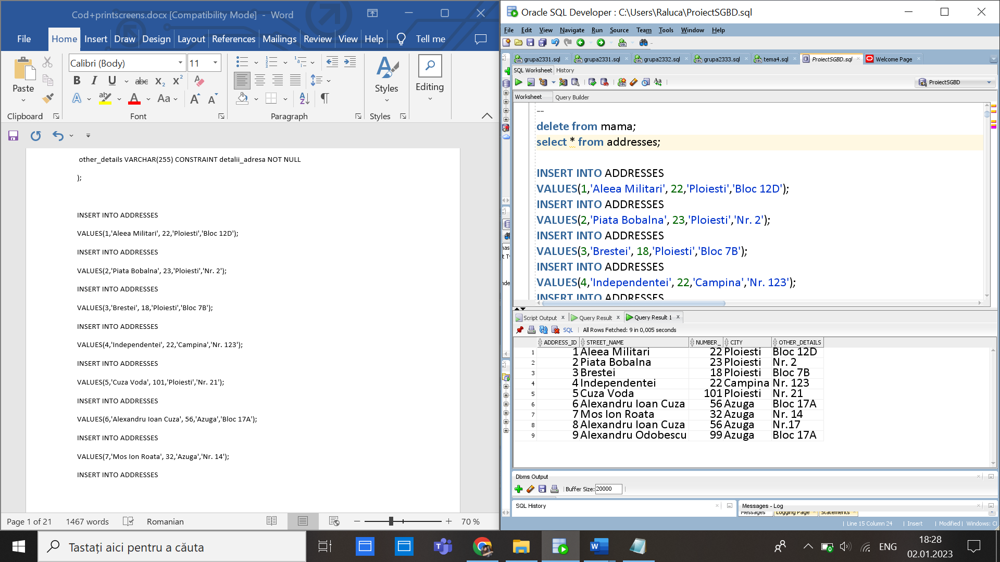 Cod+printscreens.docx [Compatibility Mode] - Word
File
Home
Insert
Draw
Design
Layout
References
Mailings
Review
View
Help
Tell me
Paste
Clipboard
Calibri (Body)
11
Font
Paragraph
Styles
Styles
Editing
other_details VARCHAR(255) CONSTRAINT detalii_adresa NOT NULL
);
INSERT INTO ADDRESSES
VALUES(1,'Aleea Militari', 22,'Ploiesti','Bloc 12D');
INSERT INTO ADDRESSES
VALUES(2,'Piata Bobalna', 23,'Ploiesti','Nr. 2');
INSERT INTO ADDRESSES
VALUES(3,'Brestei', 18,'Ploiesti','Bloc 7B');
INSERT INTO ADDRESSES
VALUES(4,'Independentei', 22,'Campina','Nr. 123');
INSERT INTO ADDRESSES
VALUES(5,'Cuza Voda', 101,'Ploiesti','Nr. 21');
INSERT INTO ADDRESSES
VALUES(6,'Alexandru Ioan Cuza', 56,'Azuga','Bloc 17A');
INSERT INTO ADDRESSES
VALUES(7,'Mos Ion Roata', 32,'Azuga','Nr. 14');
INSERT INTO ADDRESSES
Page 1 of 21
1467 words
Romanian
70 %
Oracle SQL Developer : C:\Users\Raluca\ProiectSGBD.sql
File Edit View Navigate Run Source Team Tools Window Help
grupa2331.sql
grupa2331.sql
grupa2332.sql
grupa2333.sql
tema4.sql
ProiectSGBD.sql
Welcome Page
SQL Worksheet History
ProiectSGBD
Worksheet Query Builder
--
delete from mama;
select * from addresses;
INSERT INTO ADDRESSES
VALUES(1,'Aleea Militari', 22,'Ploiesti','Bloc 12D');
INSERT INTO ADDRESSES
VALUES(2,'Piata Bobalna', 23,'Ploiesti','Nr. 2');
INSERT INTO ADDRESSES
VALUES(3,'Brestei', 18,'Ploiesti','Bloc 7B');
INSERT INTO ADDRESSES
VALUES(4,'Independentei', 22,'Campina','Nr. 123');
INSERT INTO ADDRESSES
Script Output x Query Result x Query Result 1 x
SQL | All Rows Fetched: 9 in 0,005 seconds
ADDRESS_ID STREET_NAME NUMBER_ CITY OTHER_DETAILS
1 1 Aleea Militari 22 Ploiesti Bloc 12D
2 2 Piata Bobalna 23 Ploiesti Nr. 2
3 3 Brestei 18 Ploiesti Bloc 7B
4 4 Independentei 22 Campina Nr. 123
5 5 Cuza Voda 101 Ploiesti Nr. 21
6 6 Alexandru Ioan Cuza 56 Azuga Bloc 17A
7 7 Mos Ion Roata 32 Azuga Nr. 14
8 8 Alexandru Ioan Cuza 56 Azuga Nr.17
9 9 Alexandru Odobescu 99 Azuga Bloc 17A
Dbms Output
Buffer Size: 20000
SQL History
Messages - Log
Messages Logging Page Statements
Line 15 Column 24 | Insert | Modified | Windows: C
Tastați aici pentru a căuta
ENG
18:28
02.01.2023